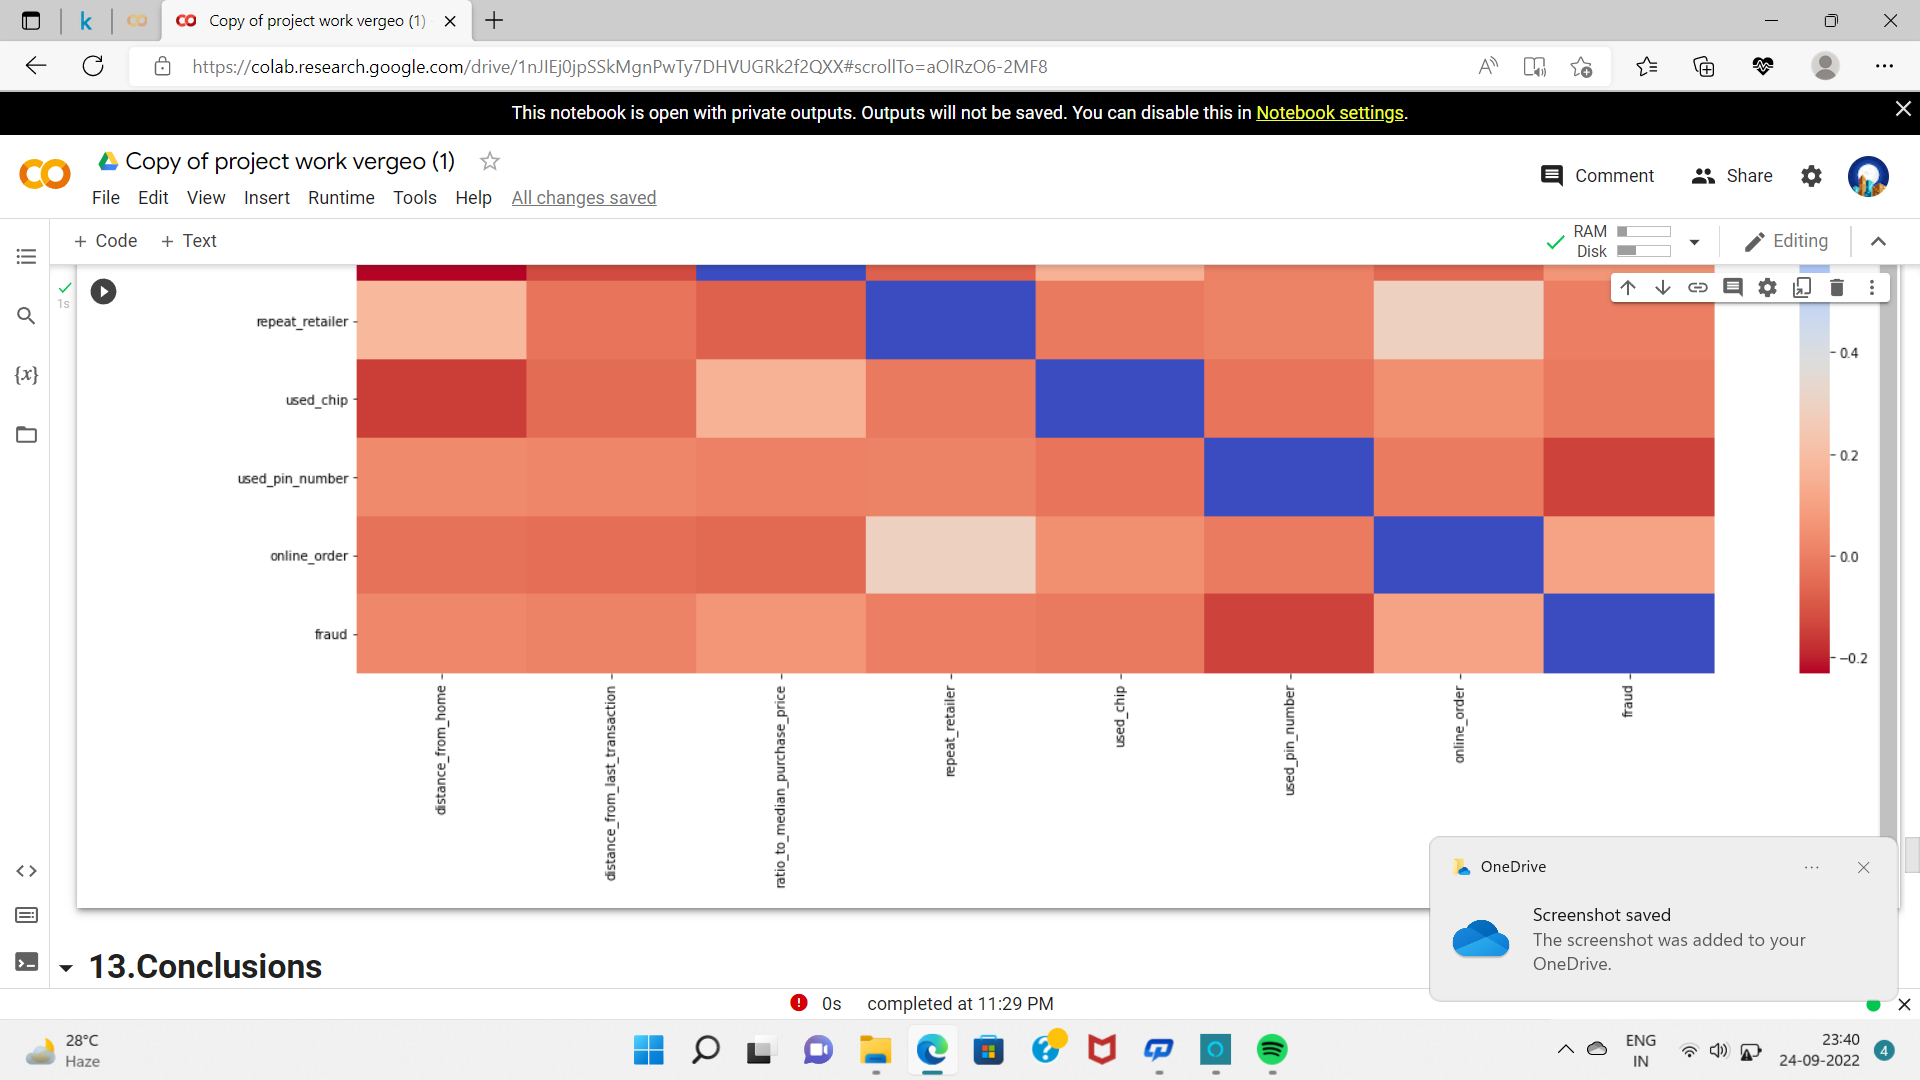 Copy of project work vergeo (1)
https://colab.research.google.com/drive/1nJIEj0jpSSkMgnPwTy7DHVUGRk2f2QXX#scrollTo=aOlRzO6-2MF8
This notebook is open with private outputs. Outputs will not be saved. You can disable this in Notebook settings.
Copy of project work vergeo (1)
Comment
Share
File Edit View Insert Runtime Tools Help All changes saved
+ Code + Text
RAM
Disk
Editing
1s
repeat_retailer
used_chip
used_pin_number
online_order
fraud
0.4
0.2
0.0
−0.2
distance_from_home
distance_from_last_transaction
ratio_to_median_purchase_price
repeat_retailer
used_chip
used_pin_number
online_order
fraud
13.Conclusions
OneDrive
Screenshot saved
The screenshot was added to your
OneDrive.
0s completed at 11:29 PM
28°C
Haze
ENG
IN
23:40
24-09-2022
4